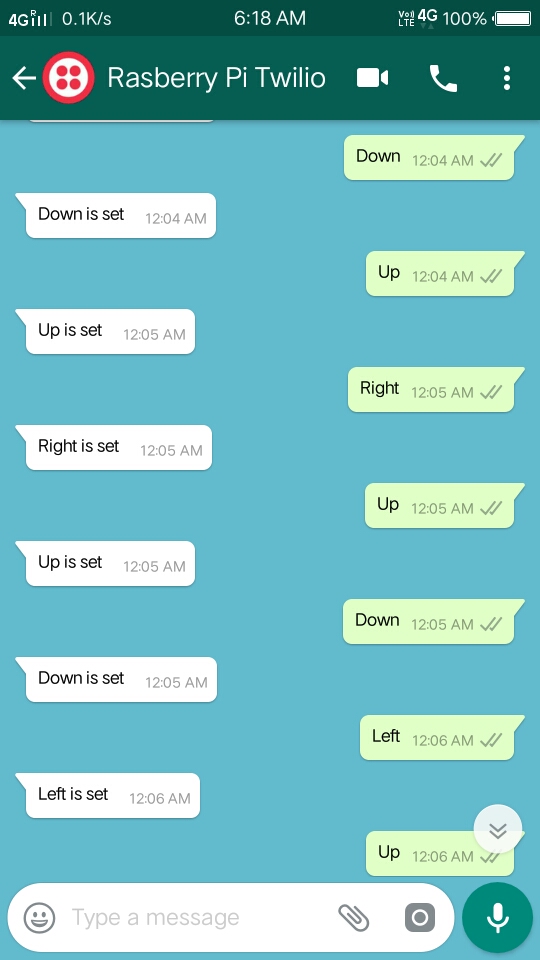 4G R 0.1K/s 6:18 AM Vo) LTE 4G 100%
Rasberry Pi Twilio
Down 12:04 AM
Down is set 12:04 AM
Up 12:04 AM
Up is set 12:05 AM
Right 12:05 AM
Right is set 12:05 AM
Up 12:05 AM
Up is set 12:05 AM
Down 12:05 AM
Down is set 12:05 AM
Left 12:06 AM
Left is set 12:06 AM
Up 12:06 AM
Type a message